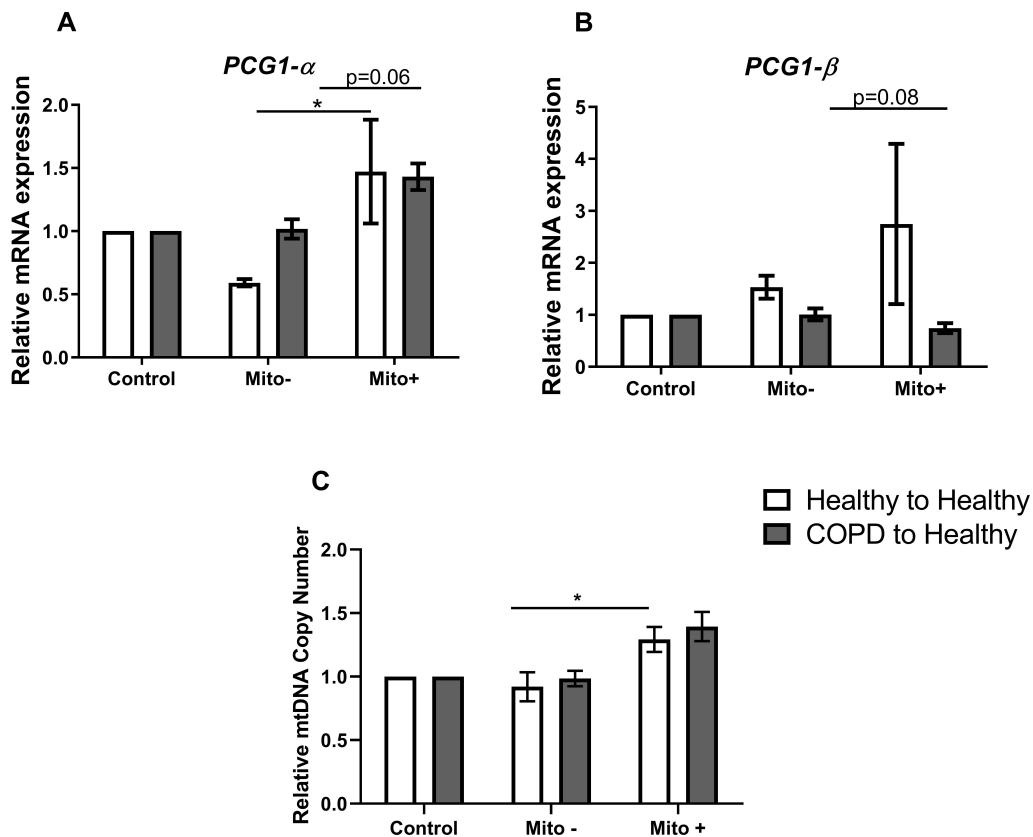 A
PCG1-α
p=0.06
*
Relative mRNA expression
2.0
1.5
1.0
0.5
0.0
Control Mito- Mito+
B
PCG1-β
p=0.08
Relative mRNA expression
5
4
3
2
1
0
Control Mito- Mito+
C
*
Relative mtDNA Copy Number
2.0
1.5
1.0
0.5
0.0
Control Mito - Mito +
Healthy to Healthy
COPD to Healthy